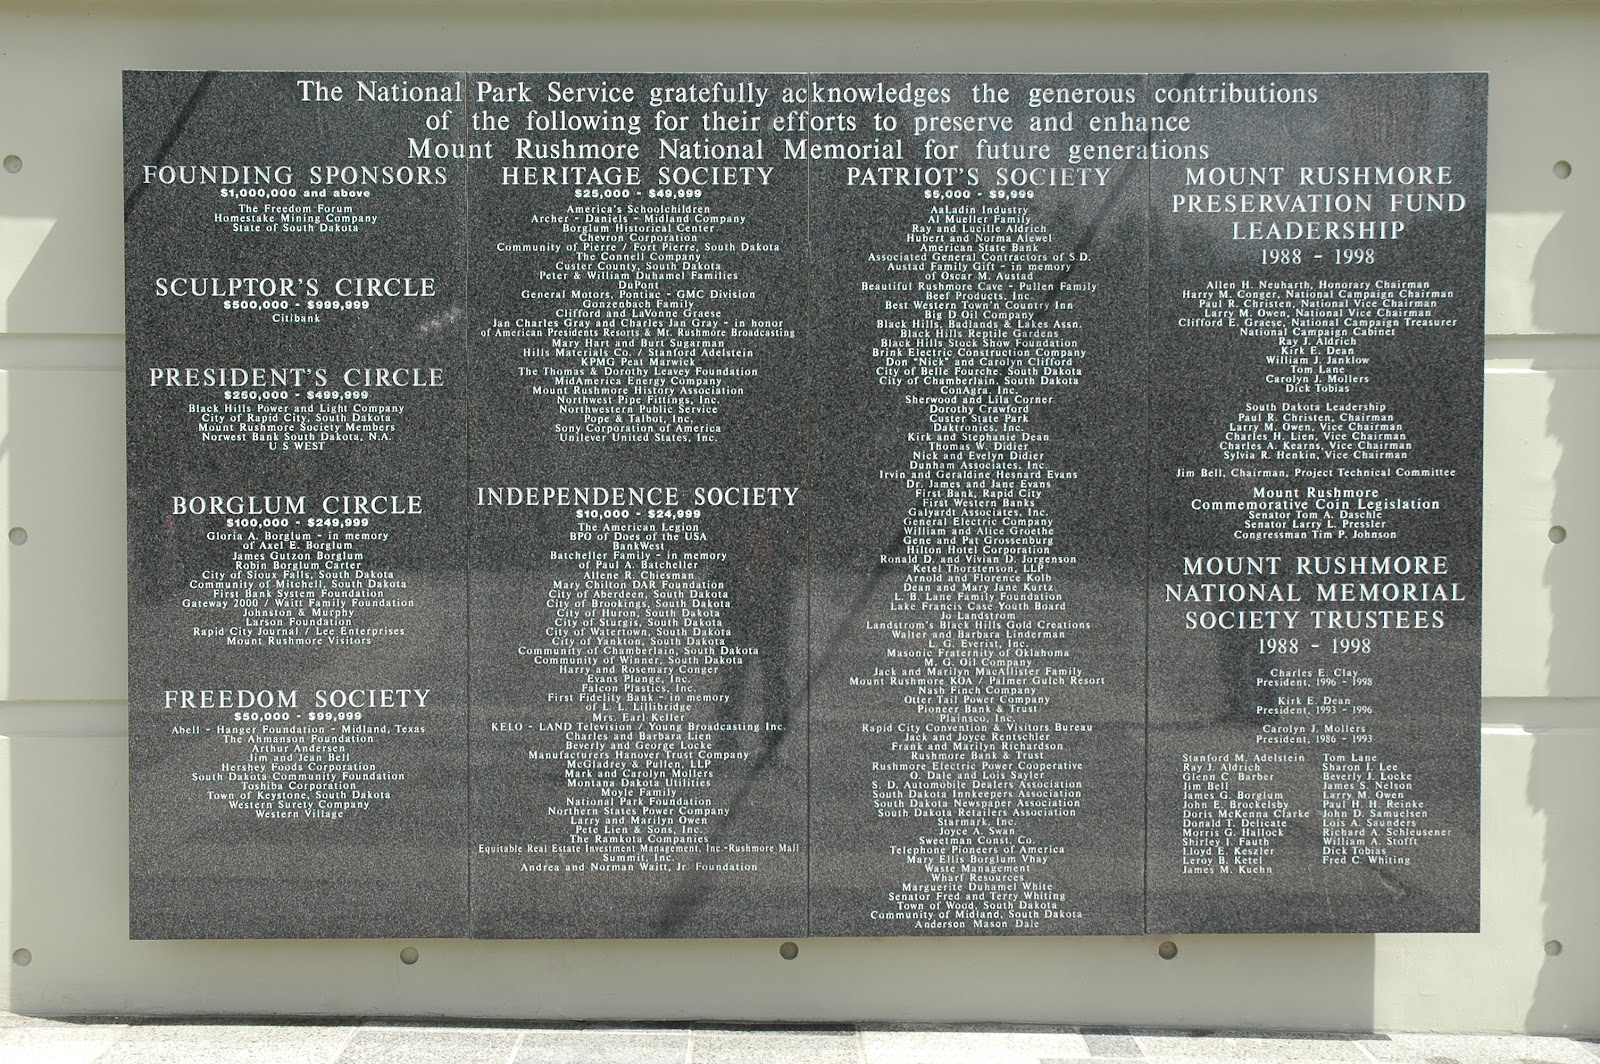 The National Park Service gratefully acknowledges the generous contributions
of the following for their efforts to preserve and enhance
Mount Rushmore National Memorial for future generations
FOUNDING SPONSORS
$1,000,000 and above
The Freedom Forum
Homestake Mining Company
State of South Dakota
SCULPTOR'S CIRCLE
$500,000 - $999,999
Citibank
PRESIDENT'S CIRCLE
$250,000 - $499,999
Black Hills Power and Light Company
City of Rapid City, South Dakota
Mount Rushmore Society Members
Norwest Bank South Dakota, N.A.
U S WEST
BORGLUM CIRCLE
$100,000 - $249,999
Gloria A. Borglum - in memory
of Axel E. Borglum
James Gutzon Borglum
Robin Borglum Carter
City of Sioux Falls, South Dakota
Community of Mitchell, South Dakota
First Bank System Foundation
Gateway 2000 / Waitt Family Foundation
Johnston & Murphy
Larson Foundation
Rapid City Journal / Lee Enterprises
Mount Rushmore Visitors
FREEDOM SOCIETY
$50,000 - $99,999
Abell - Hanger Foundation - Midland, Texas
The Ahmanson Foundation
Arthur Andersen
Jim and Jean Bell
Hershey Foods Corporation
South Dakota Community Foundation
Toshiba Corporation
Town of Keystone, South Dakota
Western Surety Company
Western Village
HERITAGE SOCIETY
$25,000 - $49,999
America's Schoolchildren
Archer - Daniels - Midland Company
Borglum Historical Center
Chevron Corporation
Community of Pierre / Fort Pierre, South Dakota
The Connell Company
Custer County, South Dakota
Peter & William Duhamel Families
DuPont
General Motors, Pontiac - GMC Division
Gonzenbach Family
Clifford and LaVonne Graese
Jan Charles Gray and Charles Jan Gray - in honor
of American Presidents Resorts & Mt. Rushmore Broadcasting
Mary Hart and Burt Sugarman
Hills Materials Co. / Stanford Adelstein
KPMG Peat Marwick
The Thomas & Dorothy Leavey Foundation
MidAmerica Energy Company
Mount Rushmore History Association
Northwest Pipe Fittings, Inc.
Northwestern Public Service
Pope & Talbot, Inc.
Sony Corporation of America
Unilever United States, Inc.
INDEPENDENCE SOCIETY
$10,000 - $24,999
The American Legion
BPO of Does of the USA
BankWest
Batcheller Family - in memory
of Paul A. Batcheller
Allene R. Chiesman
Mary Chilton DAR Foundation
City of Aberdeen, South Dakota
City of Brookings, South Dakota
City of Huron, South Dakota
City of Sturgis, South Dakota
City of Watertown, South Dakota
City of Yankton, South Dakota
Community of Chamberlain, South Dakota
Community of Winner, South Dakota
Harry and Rosemary Conger
Evans Plunge, Inc.
Falcon Plastics, Inc.
First Fidelity Bank - in memory
of L. L. Lillibridge
Mrs. Earl Keller
KELO - LAND Television / Young Broadcasting Inc.
Charles and Barbara Lien
Beverly and George Locke
Manufacturers Hanover Trust Company
McGladrey & Pullen, LLP
Mark and Carolyn Mollers
Montana Dakota Utilities
Moyle Family
National Park Foundation
Northern States Power Company
Larry and Marilyn Owen
Pete Lien & Sons, Inc.
The Ramkota Companies
Equitable Real Estate Investment Management, Inc.-Rushmore Mall
Summit, Inc.
Andrea and Norman Waitt, Jr. Foundation
PATRIOT'S SOCIETY
$5,000 - $9,999
AaLadin Industry
Al Mueller Family
Ray and Lucille Aldrich
Hubert and Norma Alewel
American State Bank
Associated General Contractors of S.D.
Austad Family Gift - in memory
of Oscar M. Austad
Beautiful Rushmore Cave - Pullen Family
Beef Products, Inc.
Best Western Town'n Country Inn
Big D Oil Company
Black Hills, Badlands & Lakes Assn.
Black Hills Reptile Gardens
Black Hills Stock Show Foundation
Brink Electric Construction Company
Don "Nick" and Carolyn Clifford
City of Belle Fourche, South Dakota
City of Chamberlain, South Dakota
ConAgra, Inc.
Sherwood and Lila Corner
Dorothy Crawford
Custer State Park
Daktronics, Inc.
Kirk and Stephanie Dean
Thomas W. Didier
Nick and Evelyn Didier
Dunham Associates, Inc.
Irvin and Geraldine Hesnard Evans
Dr. James and Jane Evans
First Bank, Rapid City
First Western Banks
Galyardt Associates, Inc.
General Electric Company
William and Alice Groethe
Gene and Pat Grossenburg
Hilton Hotel Corporation
Ronald D. and Vivian D. Jorgenson
Ketel Thorstenson, LLP
Arnold and Florence Kolb
Dean and Mary Jane Kurtz
L. B. Lane Family Foundation
Lake Francis Case Youth Board
Jo Landstrom
Landstrom's Black Hills Gold Creations
Walter and Barbara Linderman
L. G. Everist, Inc.
Masonic Fraternity of Oklahoma
M. G. Oil Company
Jack and Marilyn MacAllister Family
Mount Rushmore KOA / Palmer Gulch Resort
Nash Finch Company
Otter Tail Power Company
Pioneer Bank & Trust
Plainsco, Inc.
Rapid City Convention & Visitors Bureau
Jack and Joyce Rentschler
Frank and Marilyn Richardson
Rushmore Bank & Trust
Rushmore Electric Power Cooperative
O. Dale and Lois Sayler
S. D. Automobile Dealers Association
South Dakota Innkeepers Association
South Dakota Newspaper Association
South Dakota Retailers Association
Starmark, Inc.
Joyce A. Swan
Sweetman Const. Co.
Telephone Pioneers of America
Mary Ellis Borglum Vhay
Waste Management
Wharf Resources
Marguerite Duhamel White
Senator Fred and Terry Whiting
Town of Wood, South Dakota
Community of Midland, South Dakota
Anderson Mason Dale
MOUNT RUSHMORE
PRESERVATION FUND
LEADERSHIP
1988 - 1998
Allen H. Neuharth, Honorary Chairman
Harry M. Conger, National Campaign Chairman
Paul R. Christen, National Vice Chairman
Larry M. Owen, National Vice Chairman
Clifford E. Graese, National Campaign Treasurer
National Campaign Cabinet
Ray J. Aldrich
Kirk E. Dean
William J. Janklow
Tom Lane
Carolyn J. Mollers
Dick Tobias
South Dakota Leadership
Paul R. Christen, Chairman
Larry M. Owen, Vice Chairman
Charles H. Lien, Vice Chairman
Charles A. Kearns, Vice Chairman
Sylvia R. Henkin, Vice Chairman
Jim Bell, Chairman, Project Technical Committee
Mount Rushmore
Commemorative Coin Legislation
Senator Tom A. Daschle
Senator Larry L. Pressler
Congressman Tim P. Johnson
MOUNT RUSHMORE
NATIONAL MEMORIAL
SOCIETY TRUSTEES
1988 - 1998
Charles E. Clay
President, 1996 - 1998
Kirk E. Dean
President, 1993 - 1996
Carolyn J. Mollers
President, 1986 - 1993
Stanford M. Adelstein
Ray J. Aldrich
Glenn C. Barber
Jim Bell
James G. Borglum
John E. Brockelsby
Doris McKenna Clarke
Donald T. Delicate
Morris G. Hallock
Shirley I. Fauth
Lloyd E. Keszler
Leroy B. Ketel
James M. Kuehn
Tom Lane
Sharon I. Lee
Beverly J. Locke
James S. Nelson
Larry M. Owen
Paul H. H. Reinke
John D. Samuelsen
Lois A. Saunders
Richard A. Schleusener
William A. Stofft
Dick Tobias
Fred C. Whiting